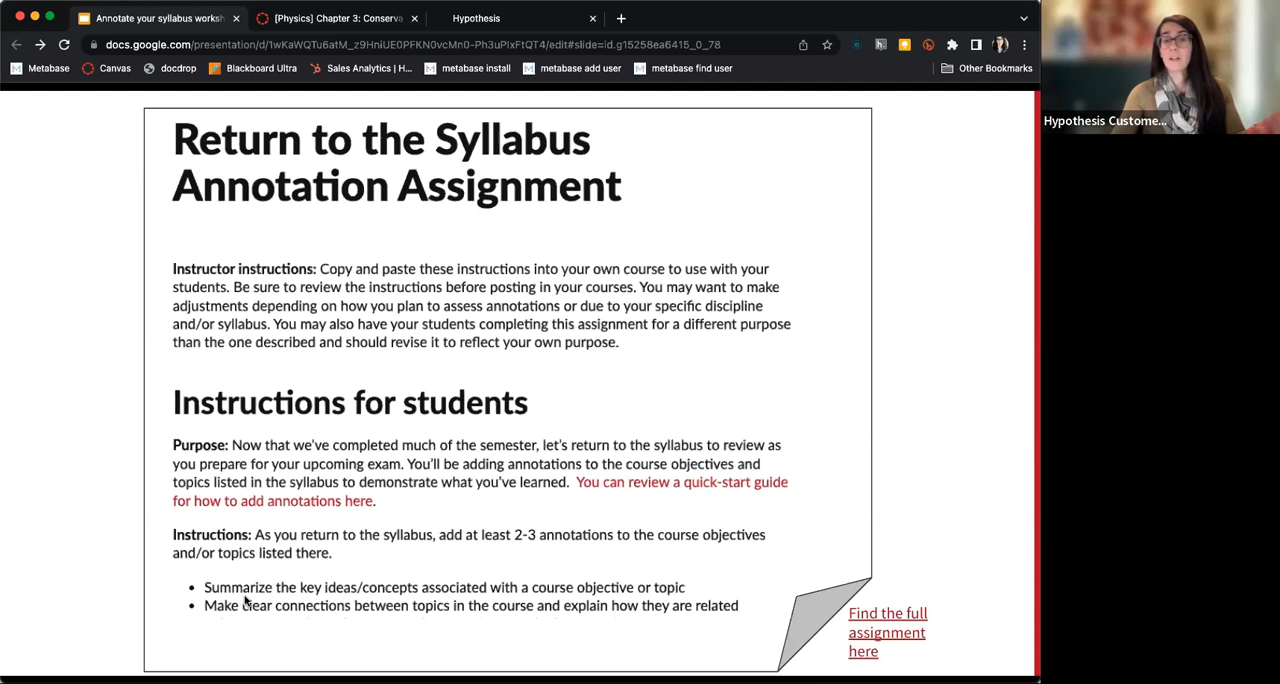 Annotate your syllabus worksh
[Physics] Chapter 3: Conserva
Hypothesis
docs.google.com/presentation/d/1wKaWQTu6atM_z9HniUE0PFKN0vcMn0-Ph3uPlxFtQT4/edit#slide=id.g15258ea6415_0_78
Metabase
Canvas
docdrop
Blackboard Ultra
Sales Analytics | H...
metabase install
metabase add user
metabase find user
Other Bookmarks
Hypothesis Custome...
Return to the Syllabus
Annotation Assignment
Instructor instructions: Copy and paste these instructions into your own course to use with your
students. Be sure to review the instructions before posting in your courses. You may want to make
adjustments depending on how you plan to assess annotations or due to your specific discipline
and/or syllabus. You may also have your students completing this assignment for a different purpose
than the one described and should revise it to reflect your own purpose.
Instructions for students
Purpose: Now that we've completed much of the semester, let's return to the syllabus to review as
you prepare for your upcoming exam. You'll be adding annotations to the course objectives and
topics listed in the syllabus to demonstrate what you've learned. You can review a quick-start guide
for how to add annotations here.
Instructions: As you return to the syllabus, add at least 2-3 annotations to the course objectives
and/or topics listed there.
• Summarize the key ideas/concepts associated with a course objective or topic
• Make clear connections between topics in the course and explain how they are related
Find the full
assignment
here